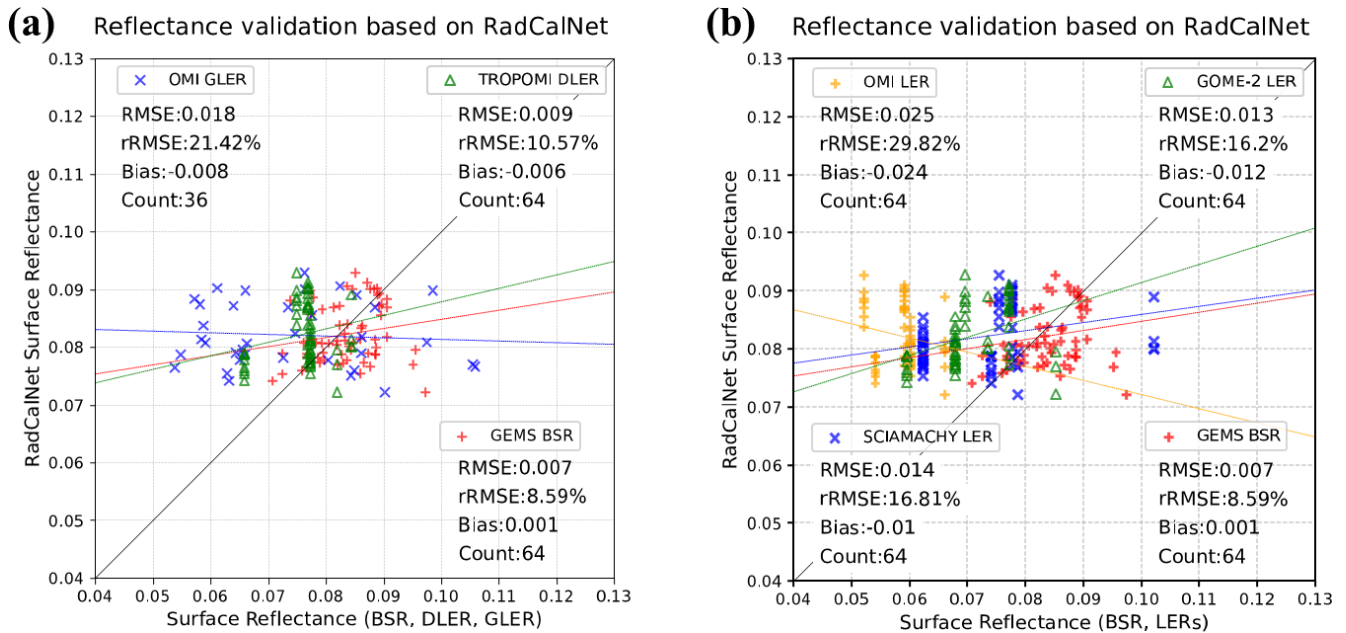 (a) Reflectance validation based on RadCalNet
OMI GLER
RMSE:0.018
rRMSE:21.42%
Bias:-0.008
Count:36
TROPOMI DLER
RMSE:0.009
rRMSE:10.57%
Bias:-0.006
Count:64
GEMS BSR
RMSE:0.007
rRMSE:8.59%
Bias:0.001
Count:64
RadCalNet Surface Reflectance
0.13
0.12
0.11
0.10
0.09
0.08
0.07
0.06
0.05
0.04
0.04 0.05 0.06 0.07 0.08 0.09 0.10 0.11 0.12 0.13
Surface Reflectance (BSR, DLER, GLER)
(b) Reflectance validation based on RadCalNet
OMI LER
RMSE:0.025
rRMSE:29.82%
Bias:-0.024
Count:64
GOME-2 LER
RMSE:0.013
rRMSE:16.2%
Bias:-0.012
Count:64
SCIAMACHY LER
RMSE:0.014
rRMSE:16.81%
Bias:-0.01
Count:64
GEMS BSR
RMSE:0.007
rRMSE:8.59%
Bias:0.001
Count:64
RadCalNet Surface Reflectance
0.13
0.12
0.11
0.10
0.09
0.08
0.07
0.06
0.05
0.04
0.04 0.05 0.06 0.07 0.08 0.09 0.10 0.11 0.12 0.13
Surface Reflectance (BSR, LERs)